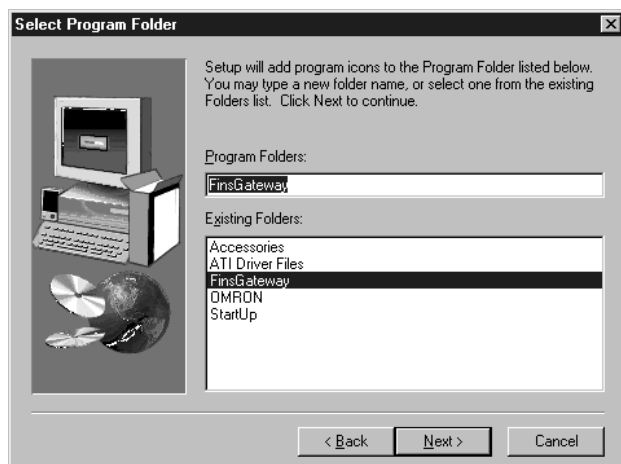 Select Program Folder
Setup will add program icons to the Program Folder listed below.
You may type a new folder name, or select one from the existing
Folders list. Click Next to continue.
Program Folders:
FinsGateway
Existing Folders:
Accessories
ATI Driver Files
FinsGateway
OMRON
StartUp
< Back
Next >
Cancel